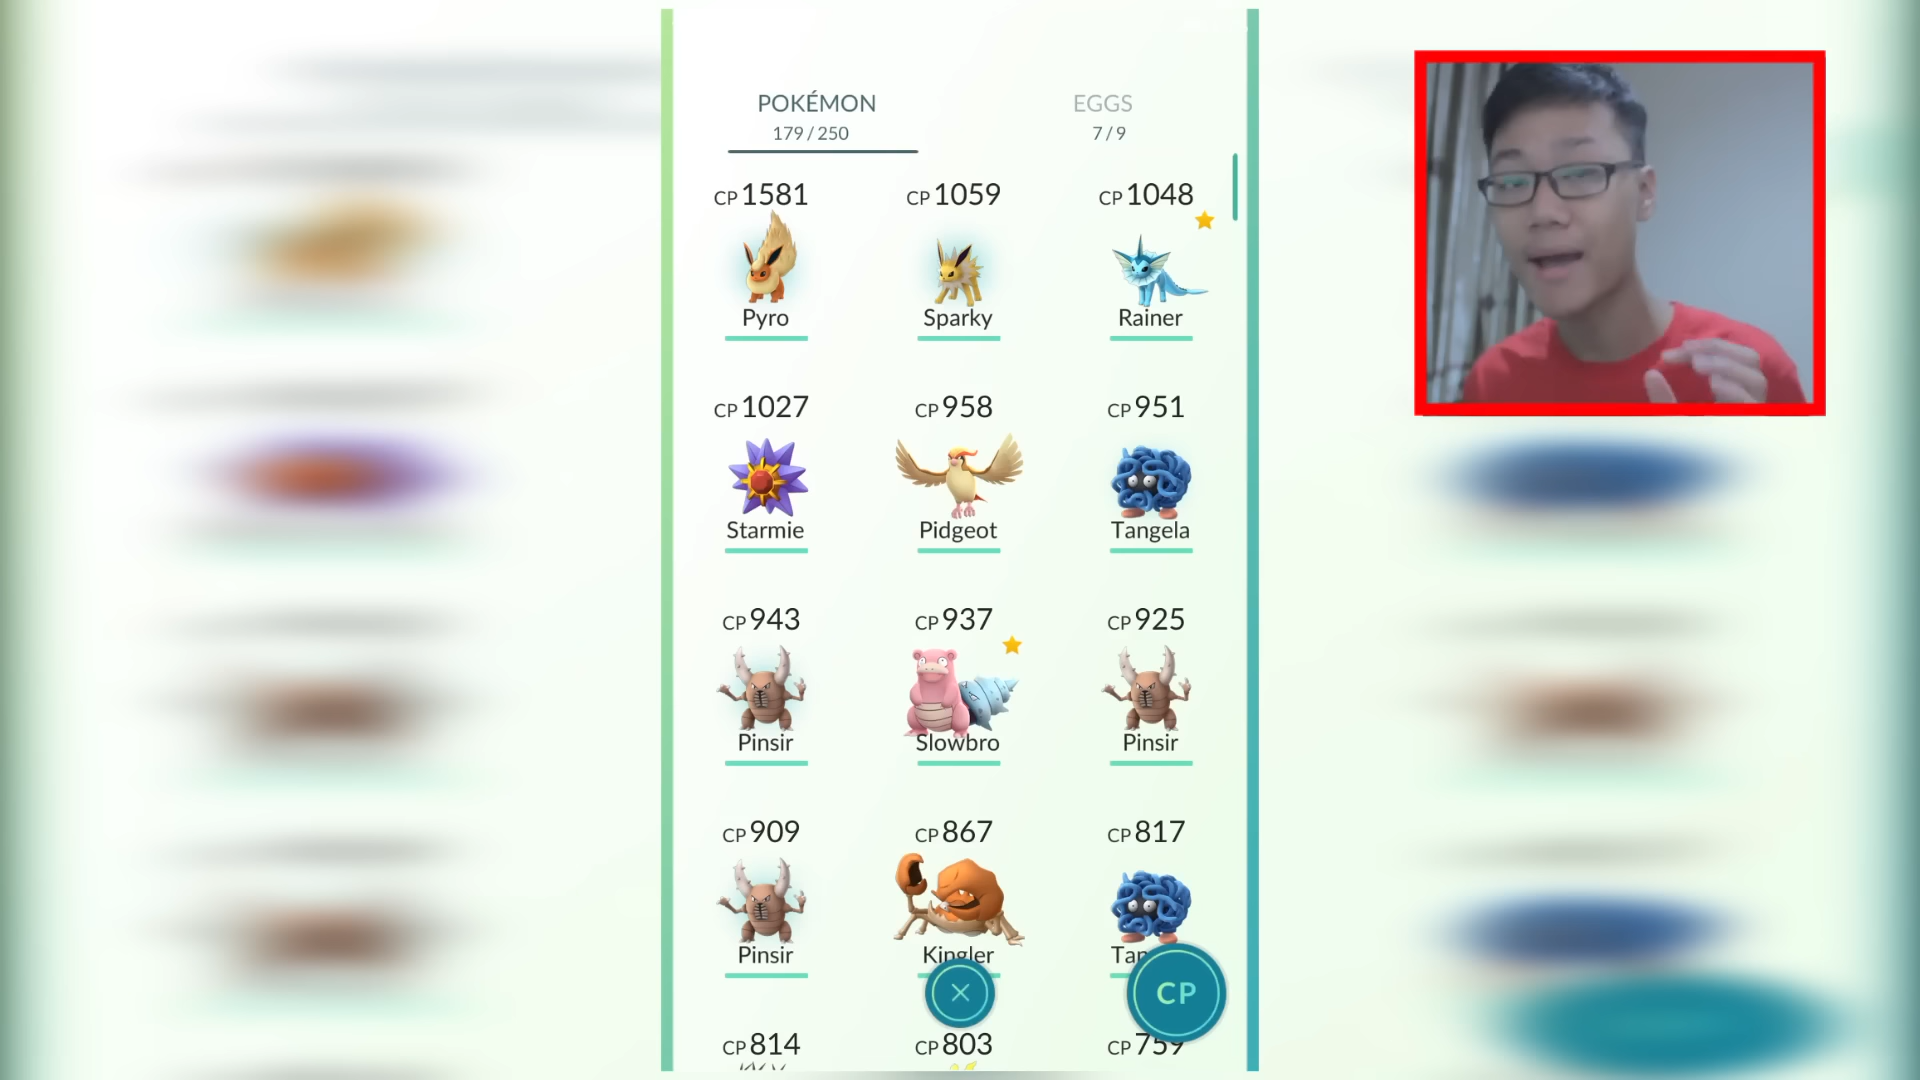 POKÉMON EGGS
179 / 250 7 / 9
CP 1581 CP 1059 CP 1048
Pyro Sparky Rainer
CP 1027 CP 958 CP 951
Starmie Pidgeot Tangela
CP 943 CP 937 CP 925
Pinsir Slowbro Pinsir
CP 909 CP 867 CP 817
Pinsir Kingler
CP
CP 814 CP 803 CP 759